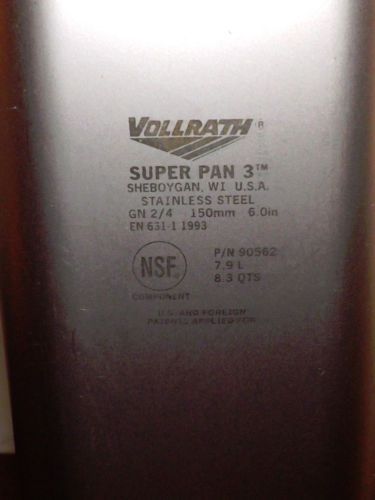 VOLLRATH ®
SUPER PAN 3™
SHEBOYGAN, WI U.S.A.
STAINLESS STEEL
GN 2/4 150mm 6.0in
EN 631-1 1993
NSF®
COMPONENT
P/N 90562
7.9 L
8.3 QTS
U.S. AND FOREIGN
PATENTS APPLIED FOR